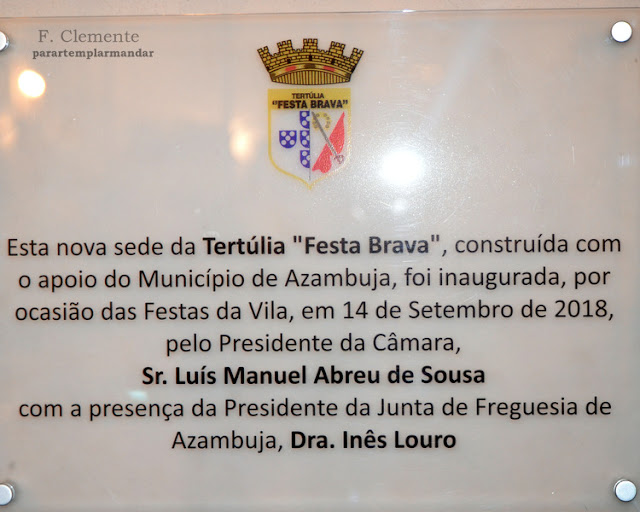 F. Clemente
parartemplarmandar
TERTÚLIA
"FESTA BRAVA"
Esta nova sede da Tertúlia "Festa Brava", construída com
o apoio do Município de Azambuja, foi inaugurada, por
ocasião das Festas da Vila, em 14 de Setembro de 2018,
pelo Presidente da Câmara,
Sr. Luís Manuel Abreu de Sousa
com a presença da Presidente da Junta de Freguesia de
Azambuja, Dra. Inês Louro